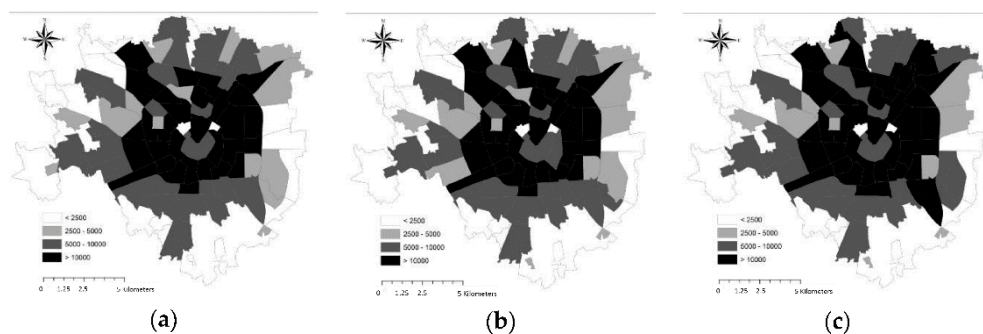 N
W
E
S
< 2500
2500 - 5000
5000 - 10000
> 10000
0 1.25 2.5 5 Kilometers
(a)
N
W
E
S
< 2500
2500 - 5000
5000 - 10000
> 10000
0 1.25 2.5 5 Kilometers
(b)
N
W
E
S
< 2500
2500 - 5000
5000 - 10000
> 10000
0 1.25 2.5 5 Kilometers
(c)